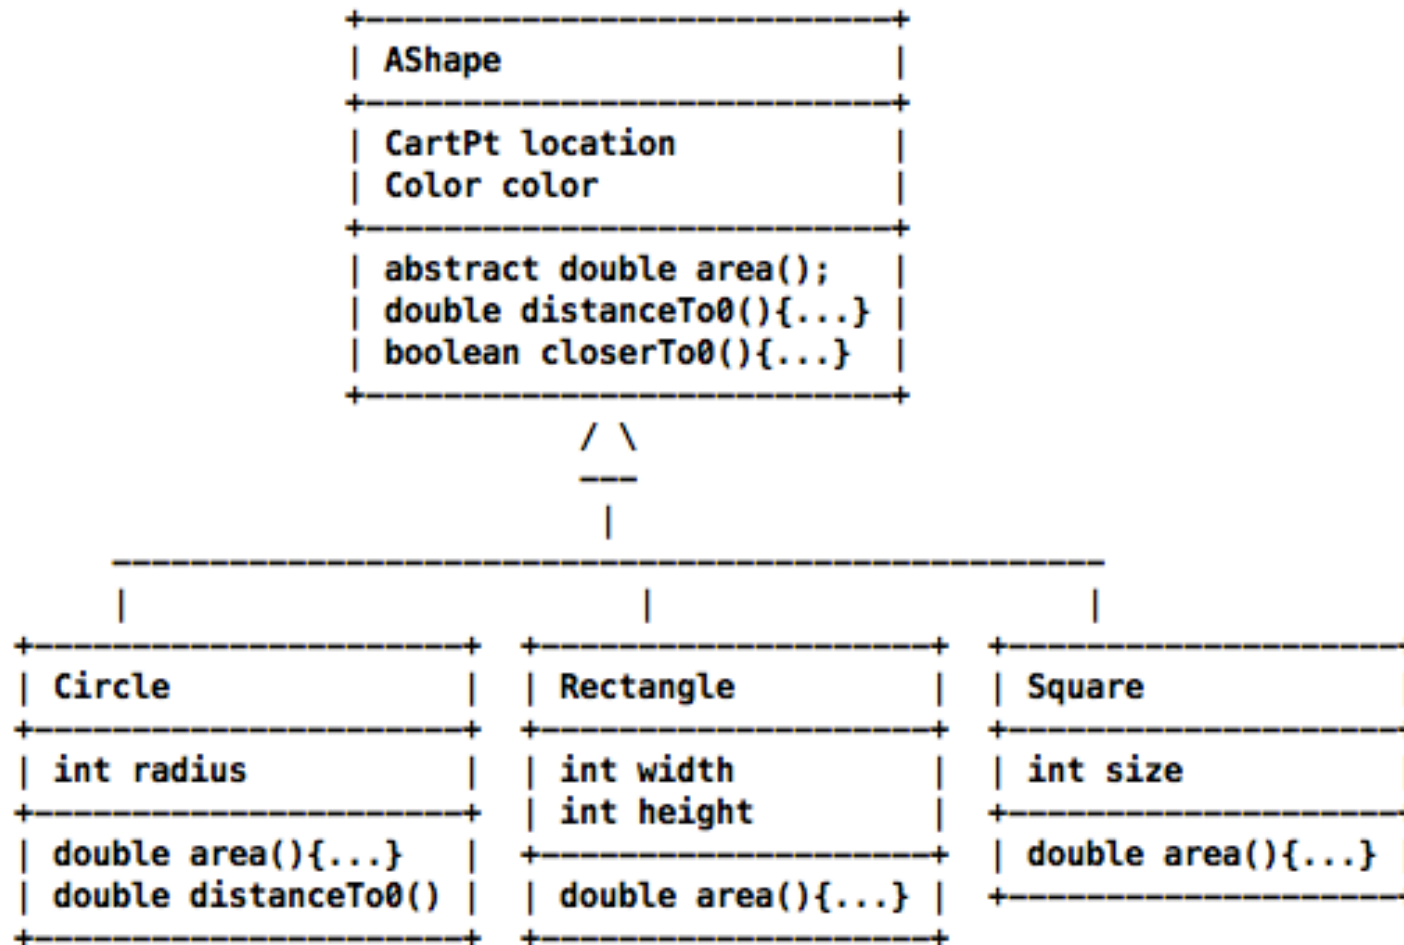 AShape
CartPt location
Color color
abstract double area();
double distanceTo0(){...}
boolean closerTo0(){...}
Circle
int radius
double area(){...}
double distanceTo0()
Rectangle
int width
int height
double area(){...}
Square
int size
double area(){...}